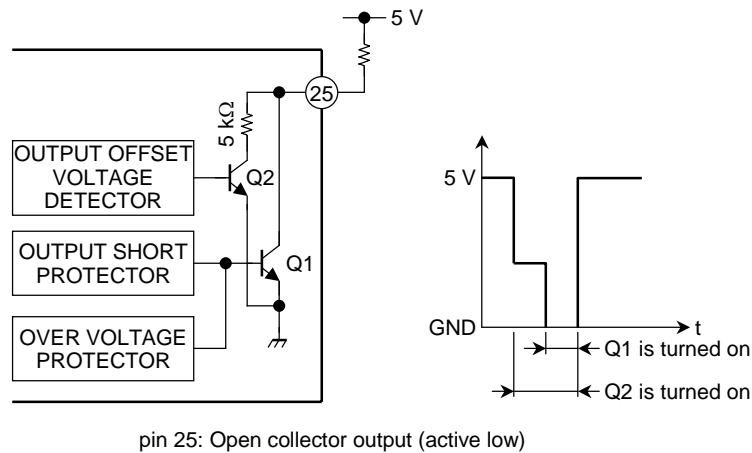 5 V
25
5 kΩ
OUTPUT OFFSET
VOLTAGE
DETECTOR
Q2
OUTPUT SHORT
PROTECTOR
Q1
OVER VOLTAGE
PROTECTOR
5 V
GND
t
Q1 is turned on
Q2 is turned on
pin 25: Open collector output (active low)